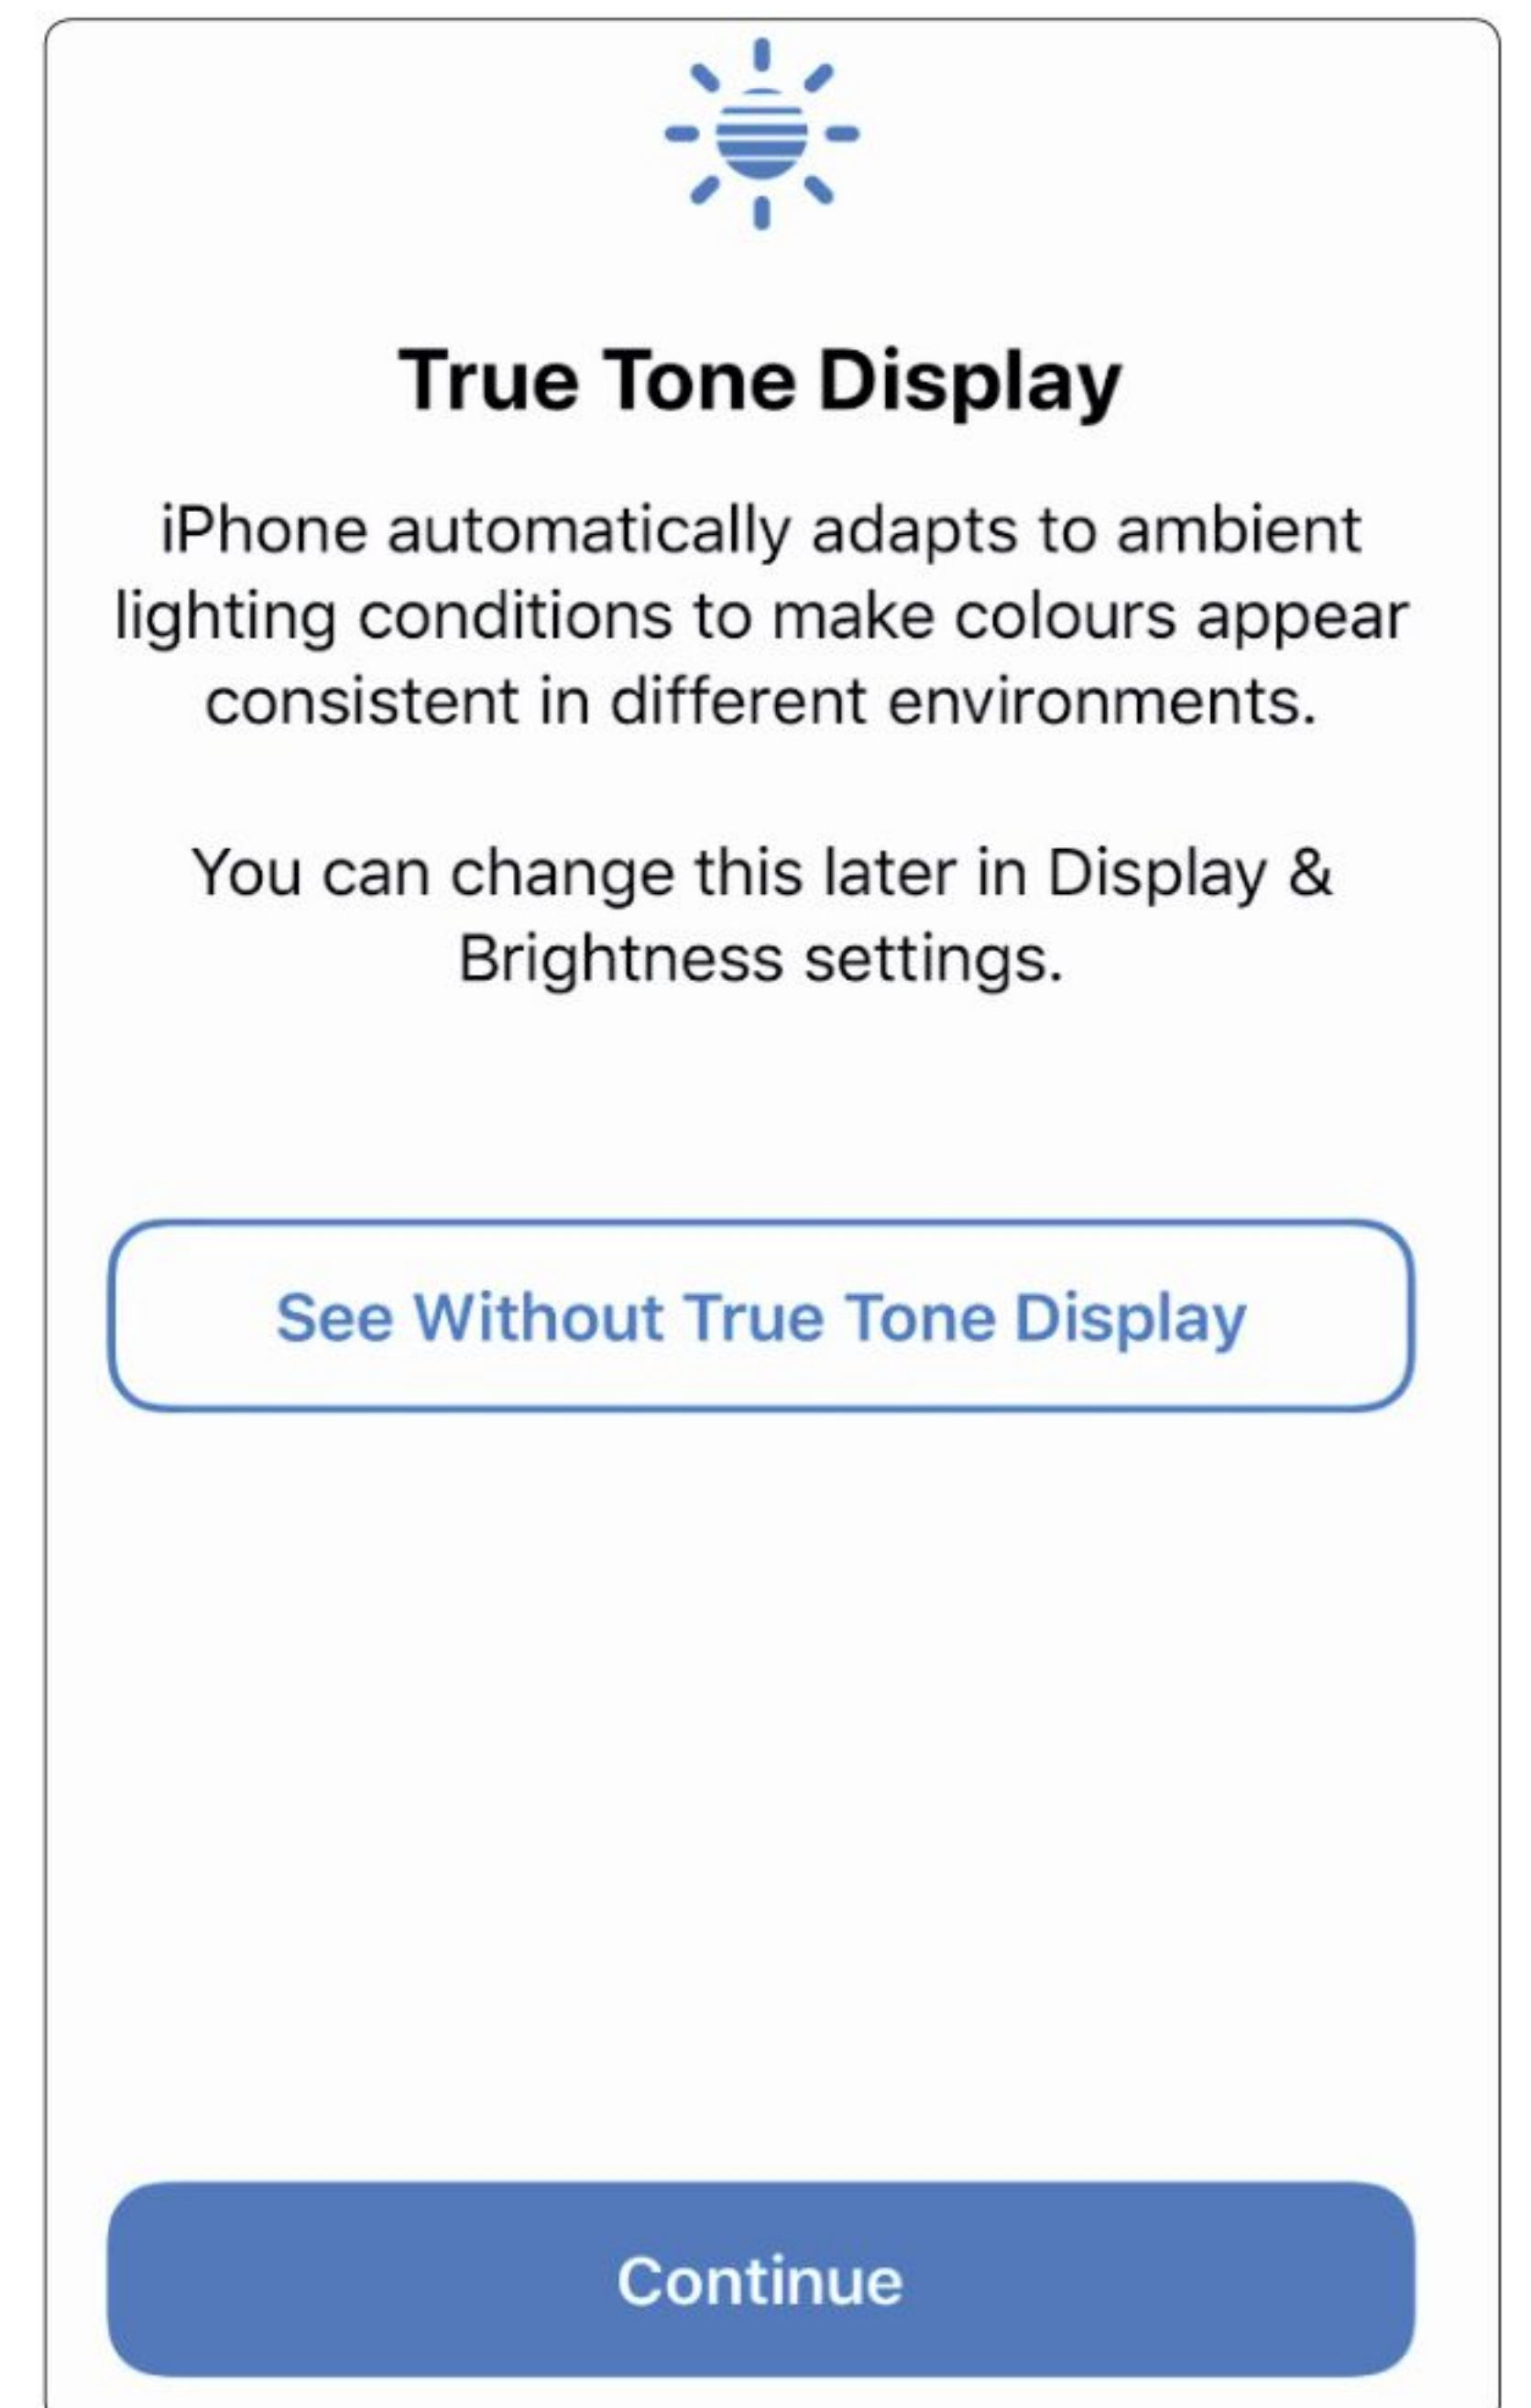 True Tone Display
iPhone automatically adapts to ambient
lighting conditions to make colours appear
consistent in different environments.
You can change this later in Display &
Brightness settings.
See Without True Tone Display
Continue